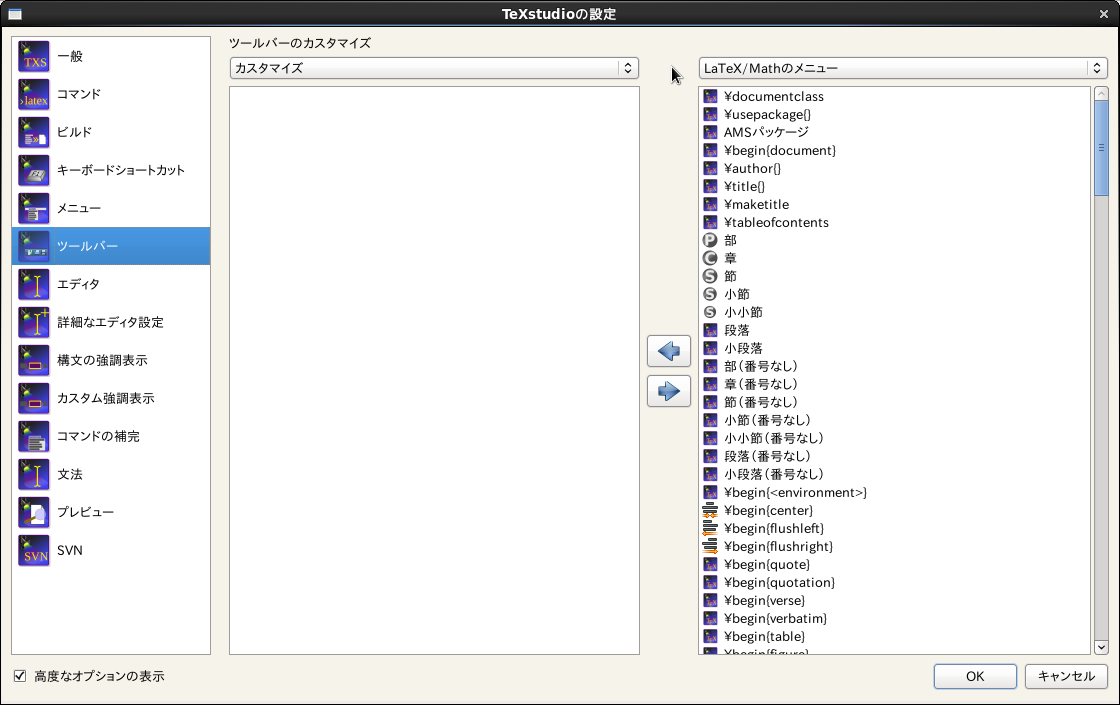 TeXstudioの設定
TXS
一般
›latex
コマンド
ビルド
キーボードショートカット
メニュー
ツールバー
エディタ
詳細なエディタ設定
構文の強調表示
カスタム強調表示
コマンドの補完
文法
プレビュー
SVN
SVN
ツールバーのカスタマイズ
カスタマイズ
LaTeX/Mathのメニュー
¥documentclass
¥usepackage{}
AMSパッケージ
¥begin{document}
¥author{}
¥title{}
¥maketitle
¥tableofcontents
P 部
C 章
S 節
S 小節
S 小小節
段落
小段落
部（番号なし）
章（番号なし）
節（番号なし）
小節（番号なし）
小小節（番号なし）
段落（番号なし）
小段落（番号なし）
¥begin{<environment>}
¥begin{center}
¥begin{flushleft}
¥begin{flushright}
¥begin{quote}
¥begin{quotation}
¥begin{verse}
¥begin{verbatim}
¥begin{table}
¥begin{figure}
高度なオプションの表示
OK
キャンセル